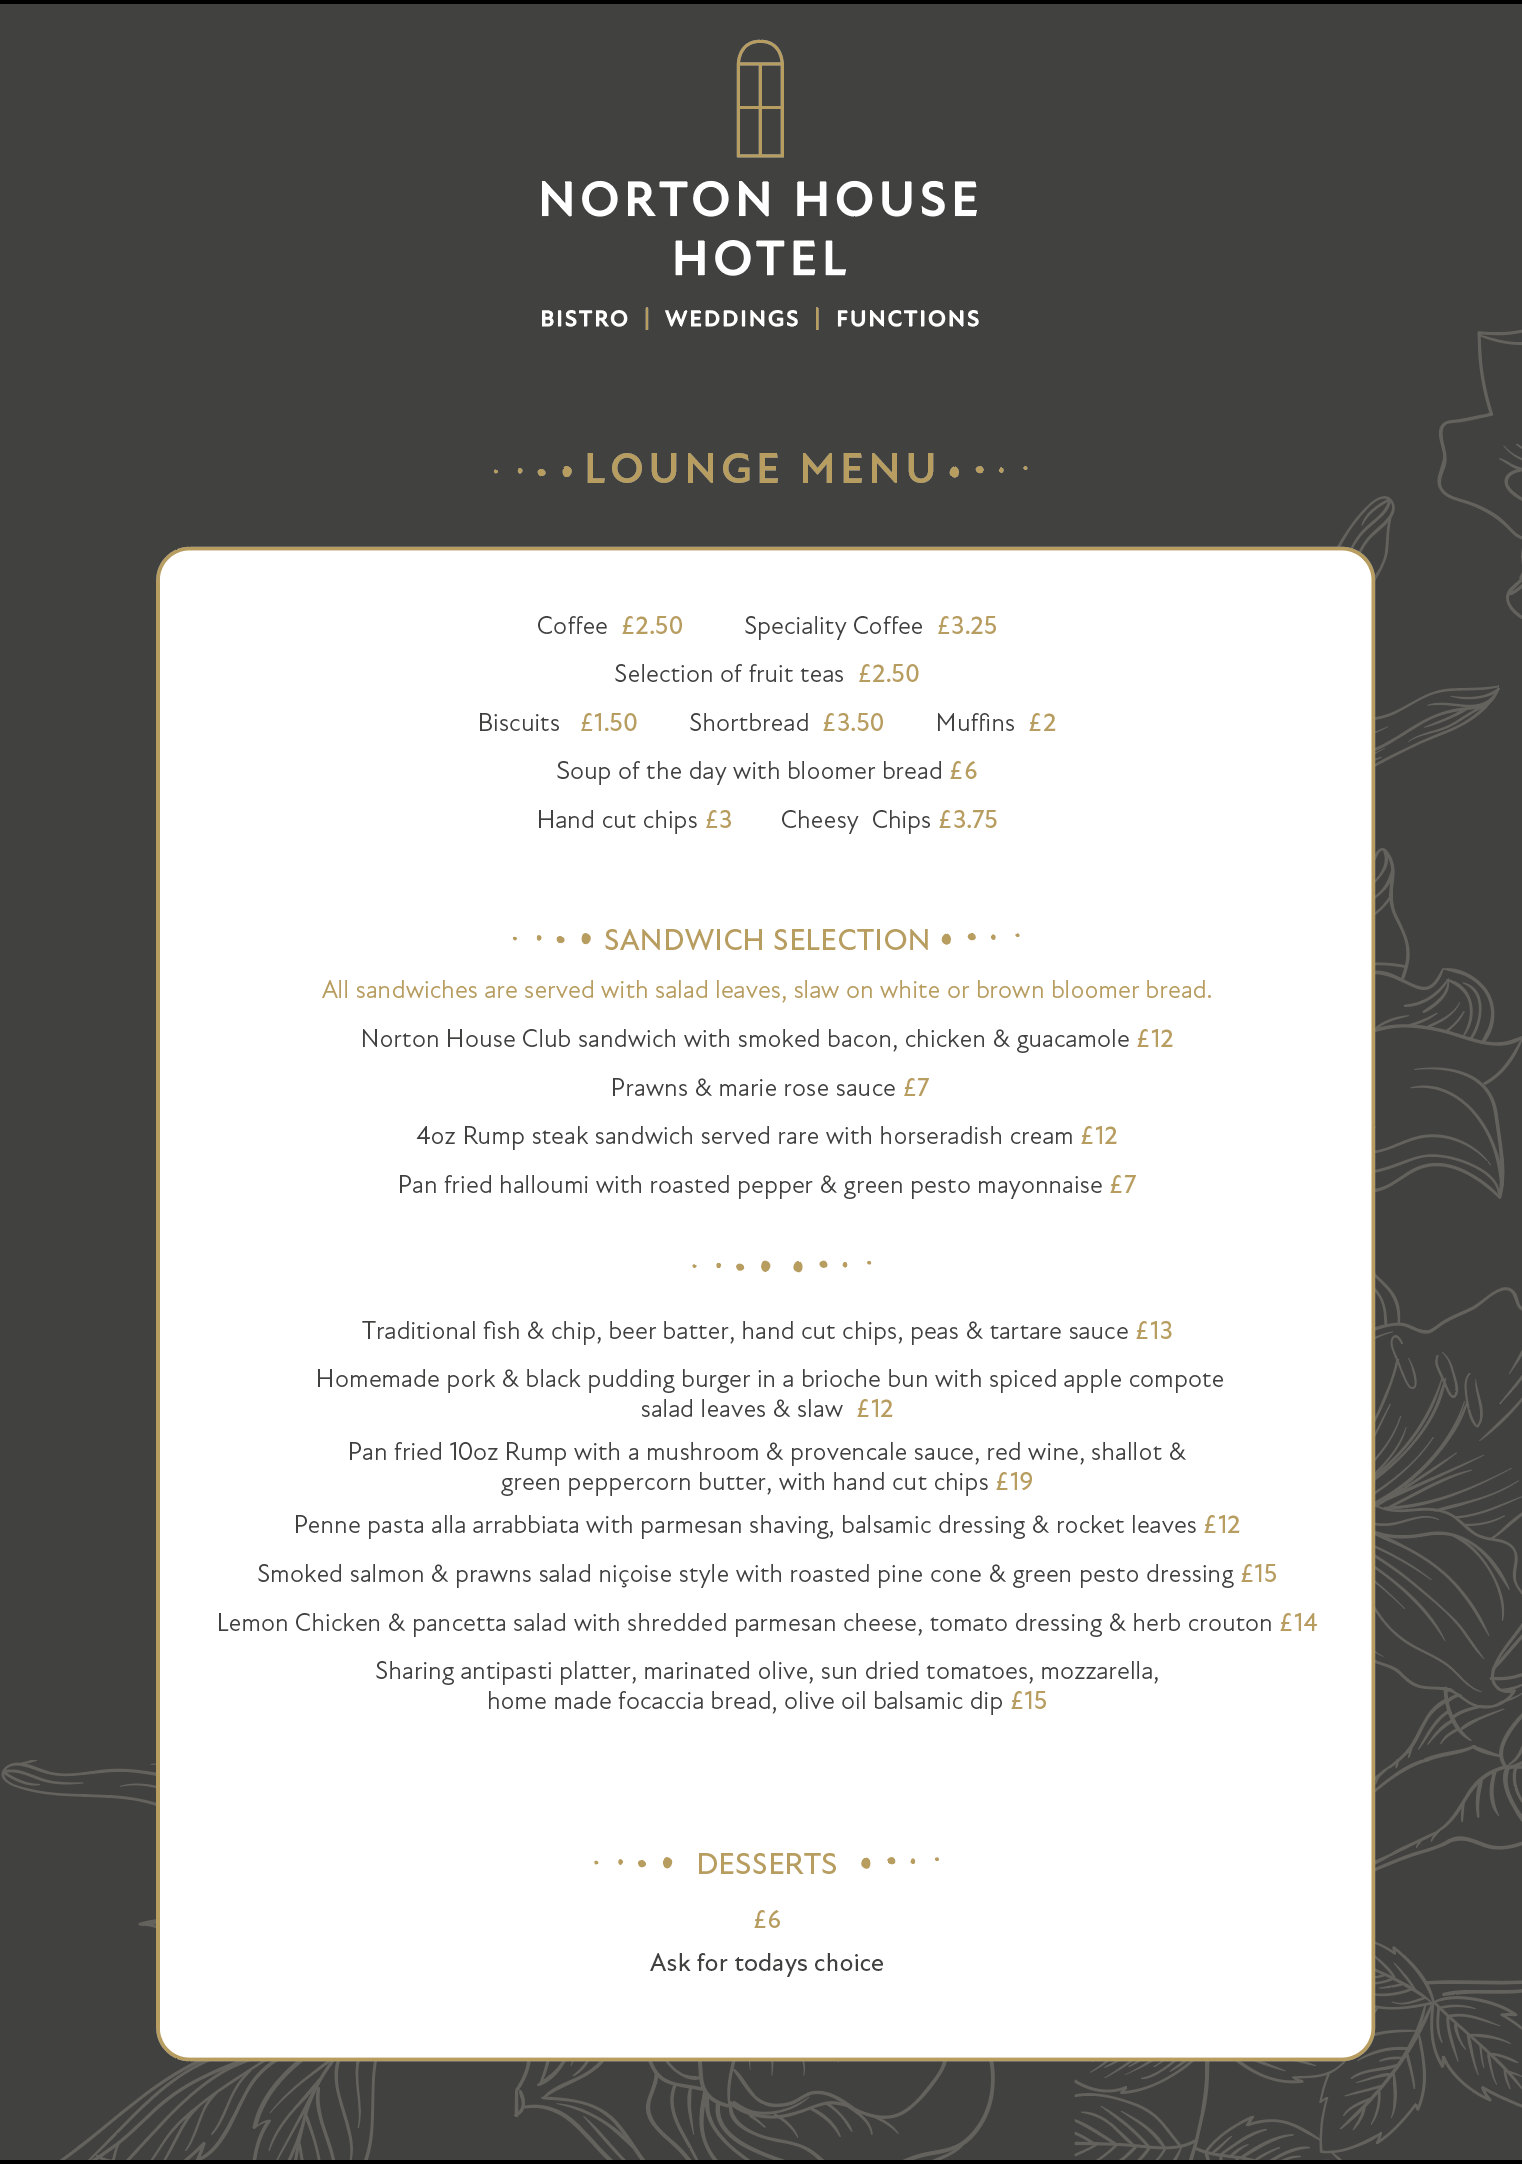 NORTON HOUSE
HOTEL
BISTRO | WEDDINGS | FUNCTIONS
LOUNGE MENU
Coffee £2.50 Speciality Coffee £3.25
Selection of fruit teas £2.50
Biscuits £1.50 Shortbread £3.50 Muffins £2
Soup of the day with bloomer bread £6
Hand cut chips £3 Cheesy Chips £3.75
SANDWICH SELECTION
All sandwiches are served with salad leaves, slaw on white or brown bloomer bread.
Norton House Club sandwich with smoked bacon, chicken & guacamole £12
Prawns & marie rose sauce £7
4oz Rump steak sandwich served rare with horseradish cream £12
Pan fried halloumi with roasted pepper & green pesto mayonnaise £7
Traditional fish & chip, beer batter, hand cut chips, peas & tartare sauce £13
Homemade pork & black pudding burger in a brioche bun with spiced apple compote
salad leaves & slaw £12
Pan fried 10oz Rump with a mushroom & provencale sauce, red wine, shallot &
green peppercorn butter, with hand cut chips £19
Penne pasta alla arrabbiata with parmesan shaving, balsamic dressing & rocket leaves £12
Smoked salmon & prawns salad niçoise style with roasted pine cone & green pesto dressing £15
Lemon Chicken & pancetta salad with shredded parmesan cheese, tomato dressing & herb crouton £14
Sharing antipasti platter, marinated olive, sun dried tomatoes, mozzarella,
home made focaccia bread, olive oil balsamic dip £15
DESSERTS
£6
Ask for todays choice